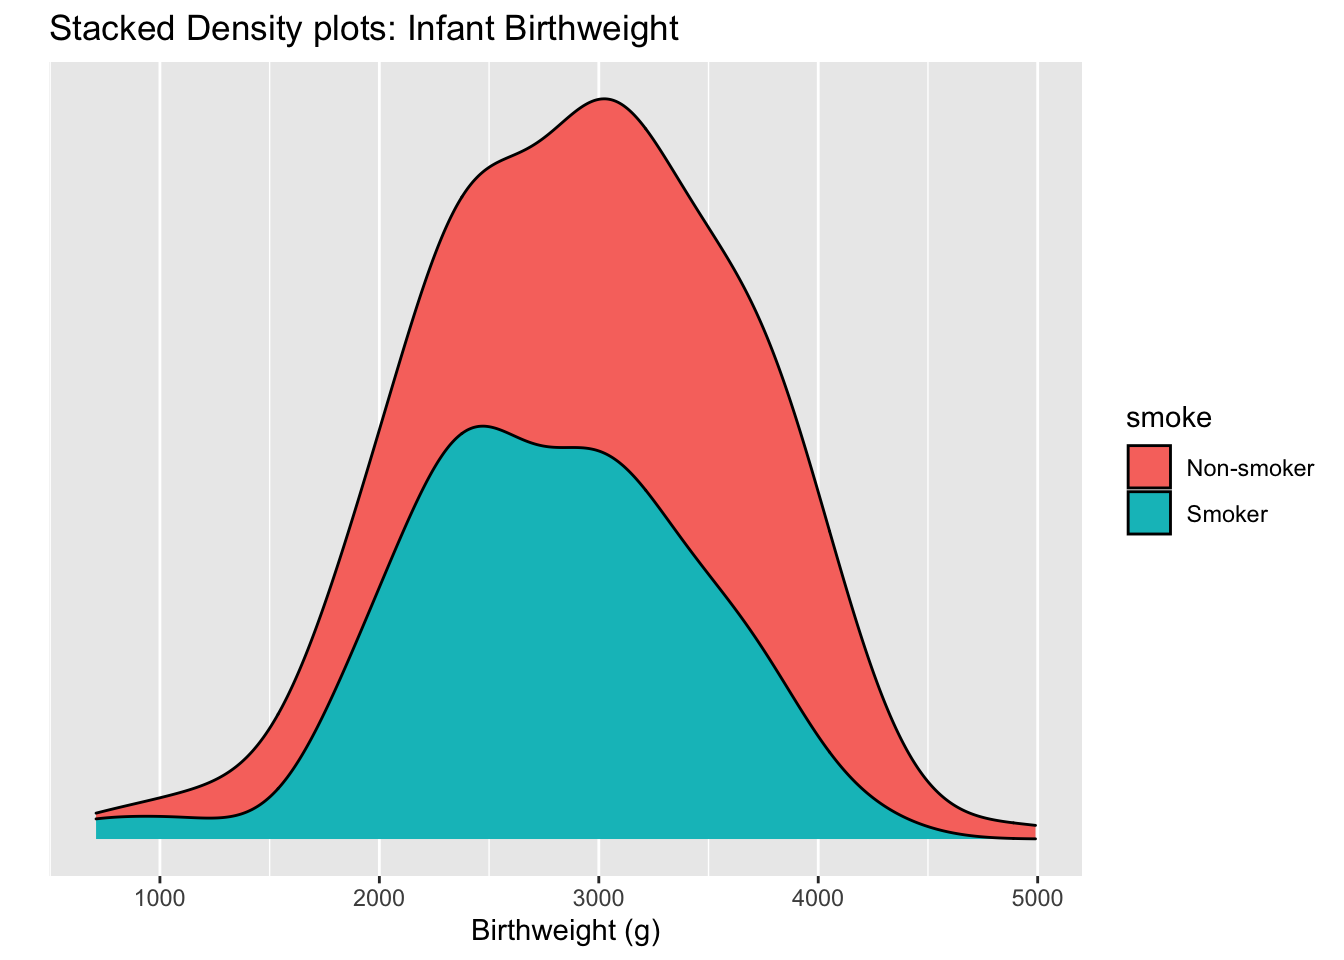 Stacked Density plots: Infant Birthweight
smoke
Non-smoker
Smoker
1000 2000 3000 4000 5000
Birthweight (g)